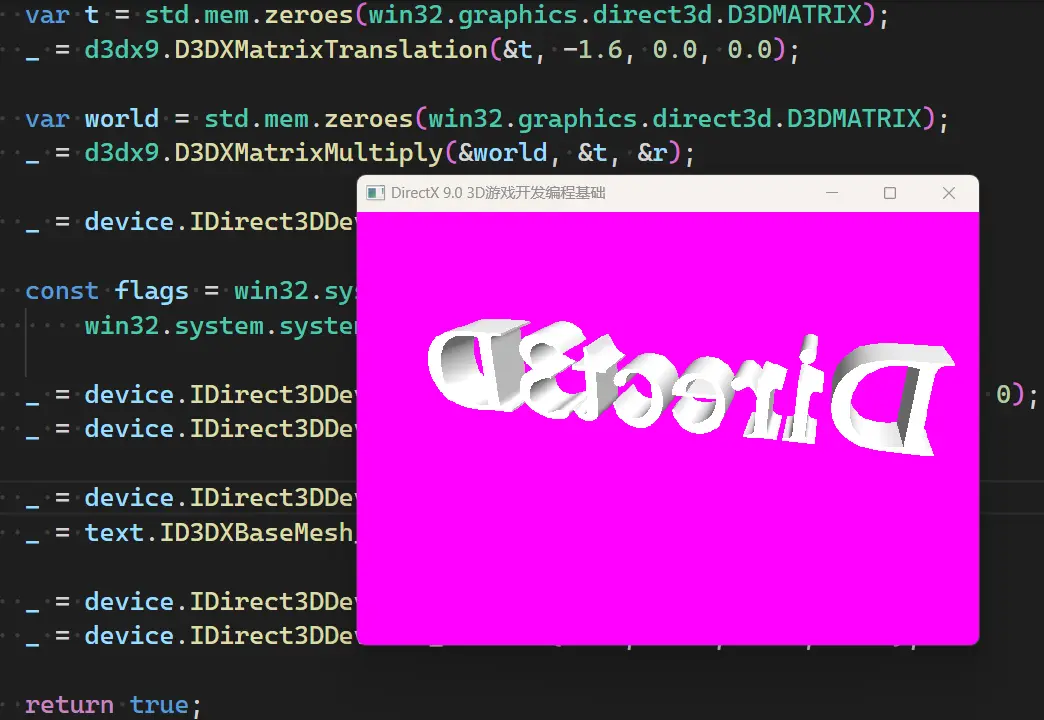 var t = std.mem.zeroes(win32.graphics.direct3d.D3DMATRIX);
_ = d3dx9.D3DXMatrixTranslation(&t, -1.6, 0.0, 0.0);
var world = std.mem.zeroes(win32.graphics.direct3d.D3DMATRIX);
_ = d3dx9.D3DXMatrixMultiply(&world, &t, &r);
DirectX 9.0 3D游戏开发编程基础
_ = device.IDirect3DDev
const flags = win32.sys
win32.system.system
Direct3D
_ = device.IDirect3DDev 0);
_ = device.IDirect3DDev
_ = device.IDirect3DDev
_ = text.ID3DXBaseMesh_
_ = device.IDirect3DDev
_ = device.IDirect3DDev
return true;